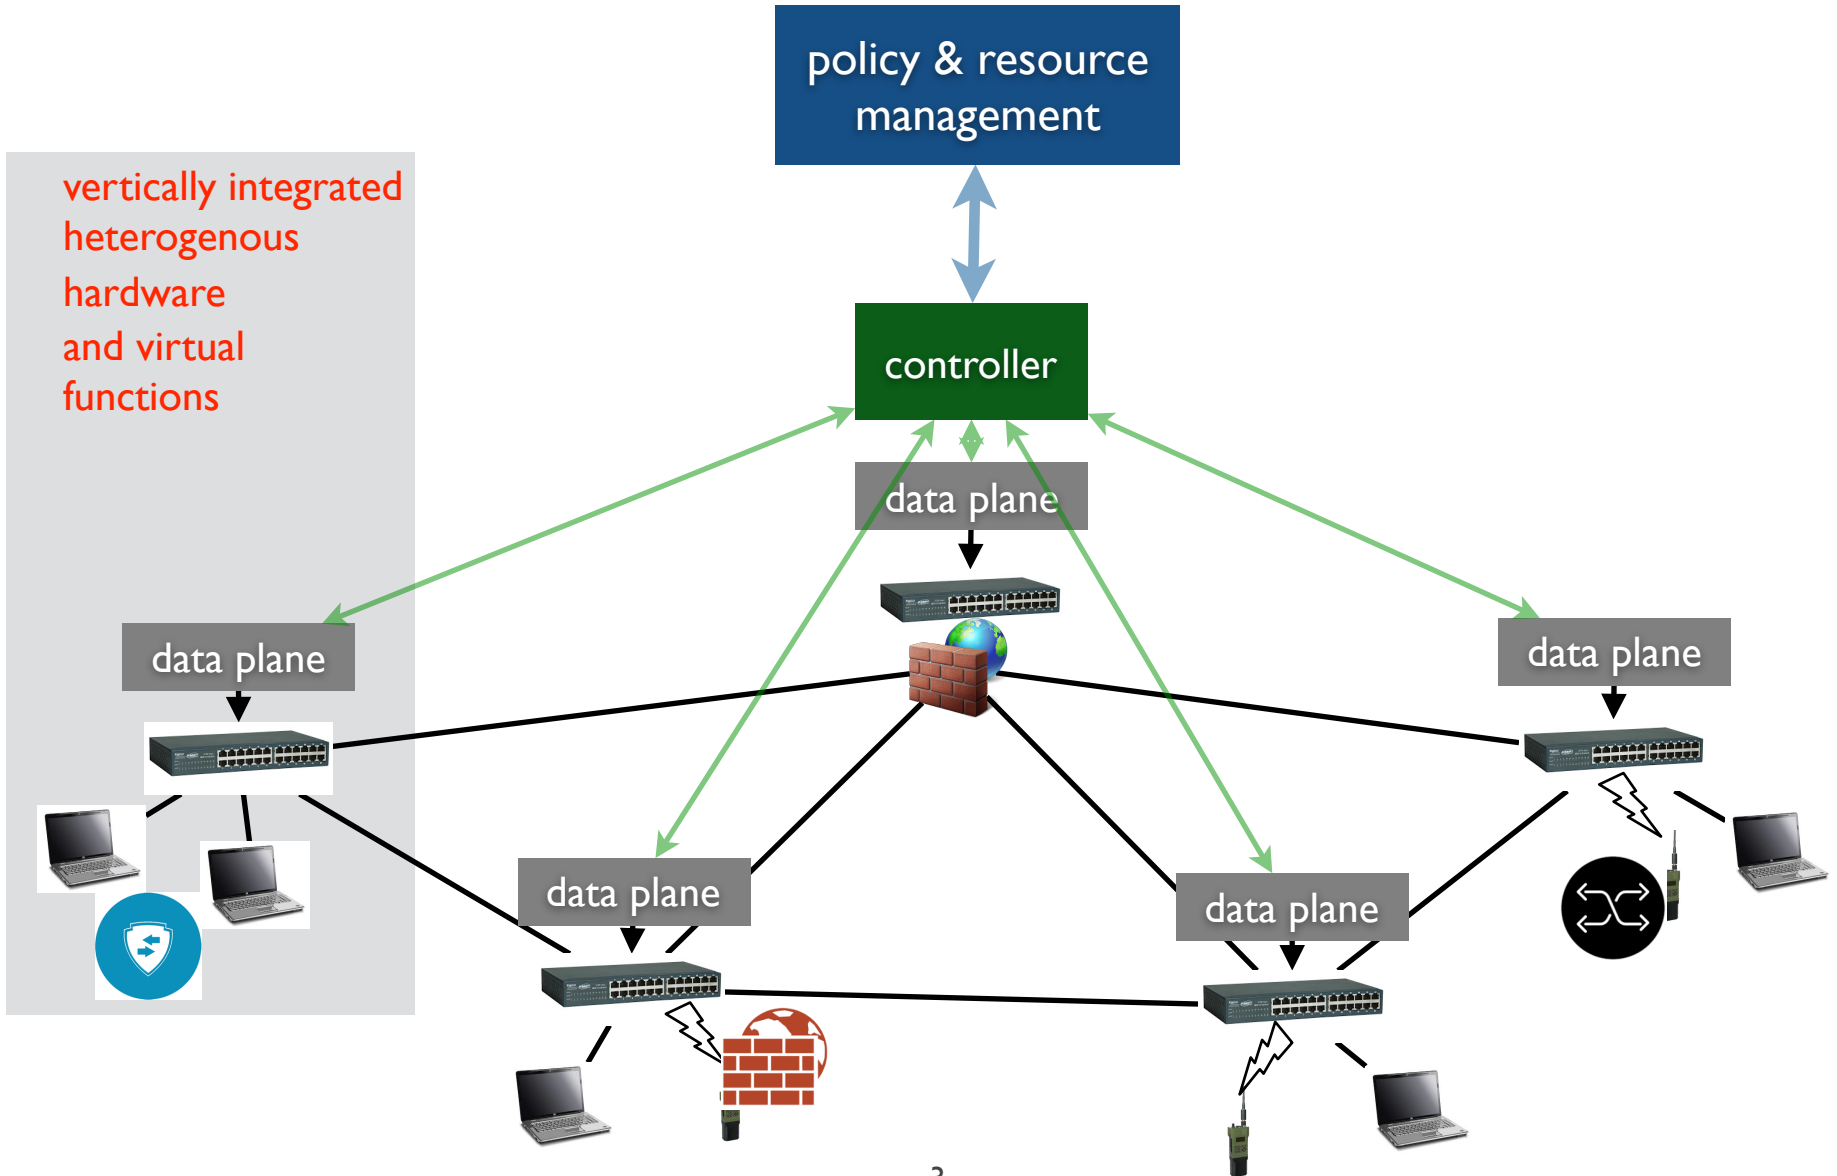 policy & resource
management
vertically integrated
heterogenous
hardware
and virtual
functions
controller
data plane
data plane
data plane
data plane
data plane